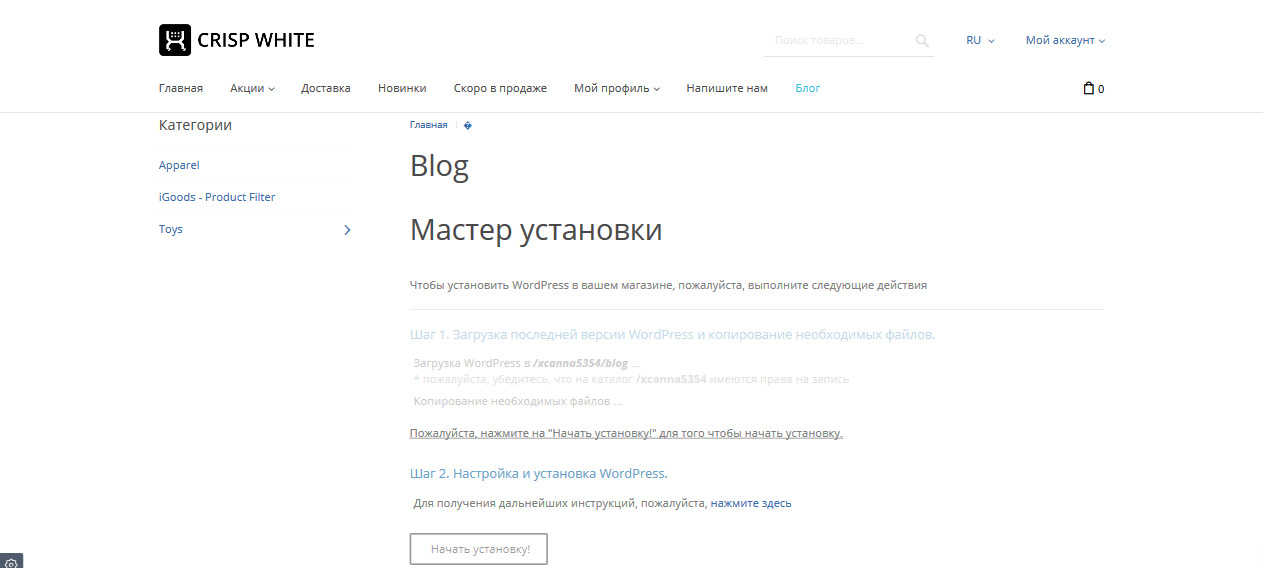 CRISP WHITE
Поиск товаров...
RU
Мой аккаунт
Главная Акции Доставка Новинки Скоро в продаже Мой профиль Напишите нам Блог 0
Категории
Apparel
iGoods - Product Filter
Toys
Главная �
Blog
Мастер установки
Чтобы установить WordPress в вашем магазине, пожалуйста, выполните следующие действия
Шаг 1. Загрузка последней версии WordPress и копирование необходимых файлов.
Загрузка WordPress в /xcanna5354/blog ...
* пожалуйста, убедитесь, что на каталог /xcanna5354 имеются права на запись
Копирование необходимых файлов ...
Пожалуйста, нажмите на "Начать установку!" для того чтобы начать установку.
Шаг 2. Настройка и установка WordPress.
Для получения дальнейших инструкций, пожалуйста, нажмите здесь
Начать установку!